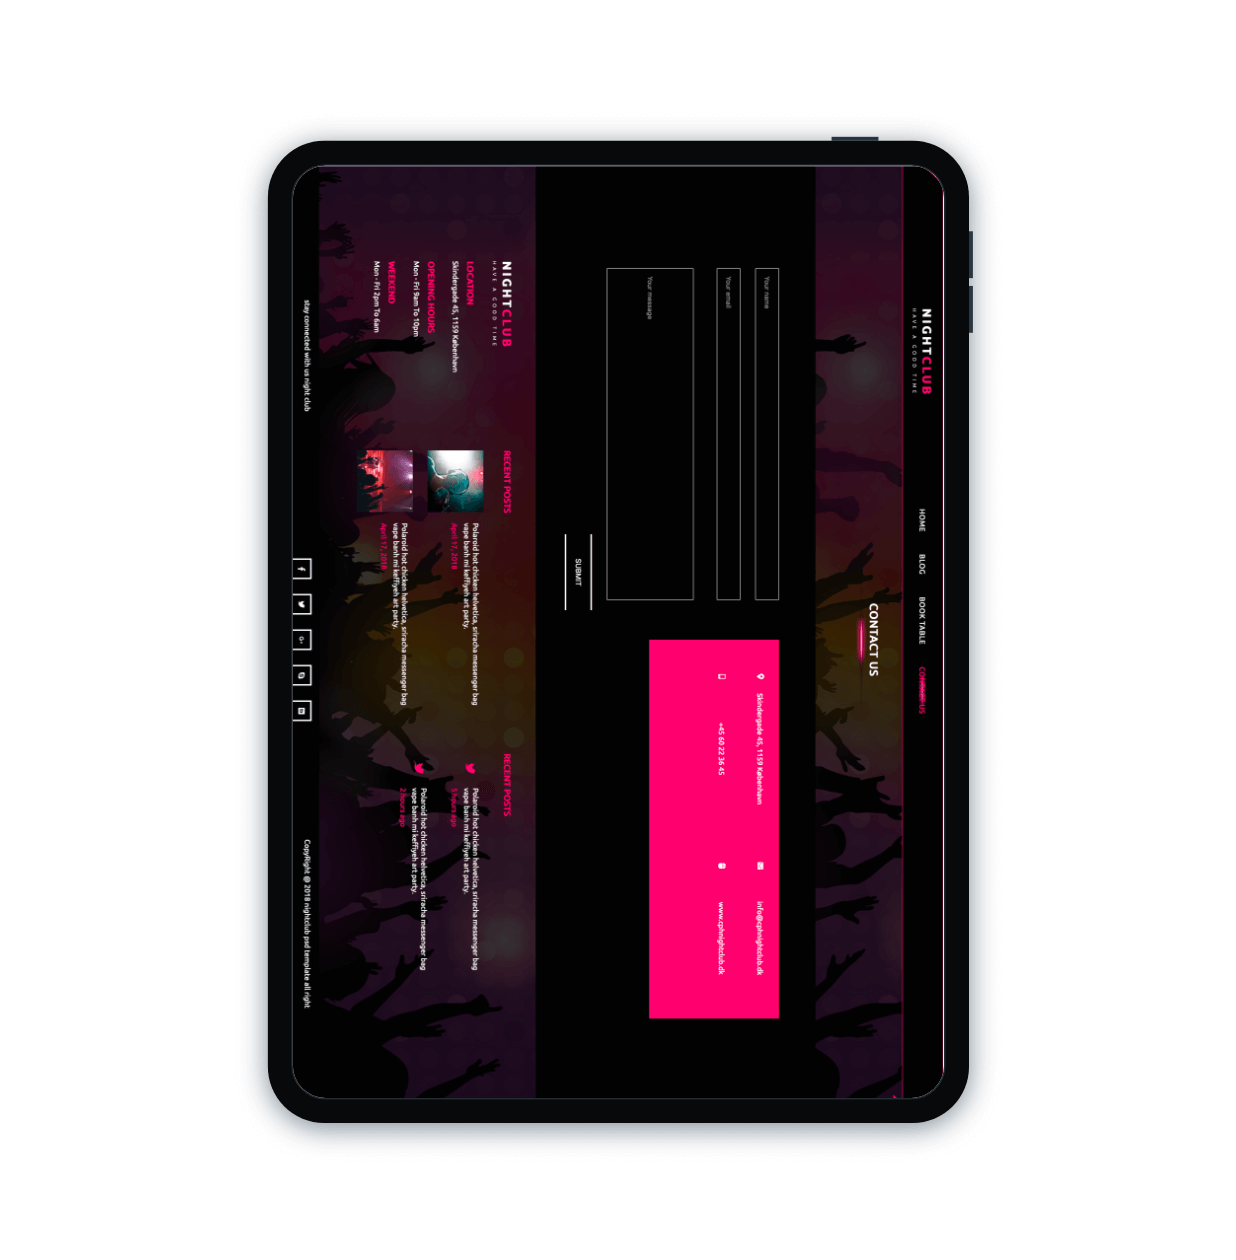 NIGHTCLUB
HAVE A GOOD TIME
HOME
BLOG
BOOK TABLE
CONTACT US
CONTACT US
Your name
Your email
Your message
SUBMIT
Skindergade 45, 1159 København
info@cphnightclub.dk
+45 60 22 36 45
www.cphnightclub.dk
NIGHTCLUB
HAVE A GOOD TIME
LOCATION
Skindergade 45, 1159 København
OPENING HOURS
Mon - Fri 9am To 10pm
WEEKEND
Mon - Fri 2pm To 6am
RECENT POSTS
Polaroid hot chicken helvetica, sriracha messenger bag
vape banh mi keffiyeh art party.
April 17, 2018
Polaroid hot chicken helvetica, sriracha messenger bag
vape banh mi keffiyeh art party.
April 17, 2018
RECENT POSTS
Polaroid hot chicken helvetica, sriracha messenger bag
vape banh mi keffiyeh art party.
5 hours ago
Polaroid hot chicken helvetica, sriracha messenger bag
vape banh mi keffiyeh art party.
2 hours ago
stay connected with us night club
CopyRight @ 2018 nightclub psd template all right